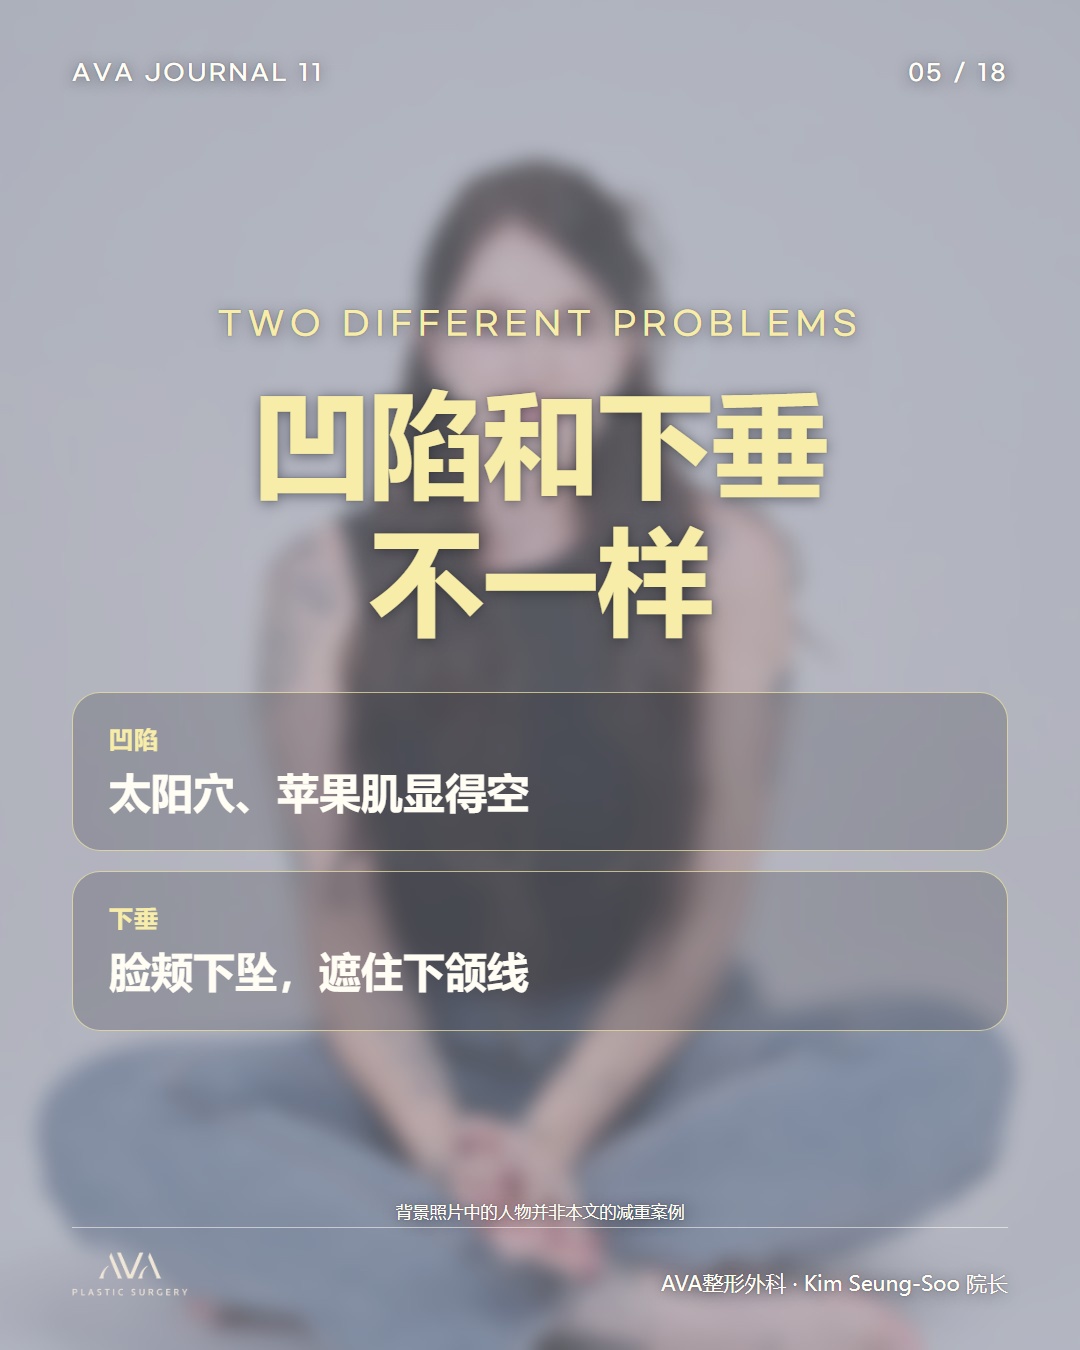 AVA JOURNAL 11
05 / 18
TWO DIFFERENT PROBLEMS
凹陷和下垂
不一样
凹陷
太阳穴、苹果肌显得空
下垂
脸颊下坠，遮住下颌线
背景照片中的人物并非本文的减重案例
AVA
PLASTIC SURGERY
AVA整形外科 · Kim Seung-Soo 院长